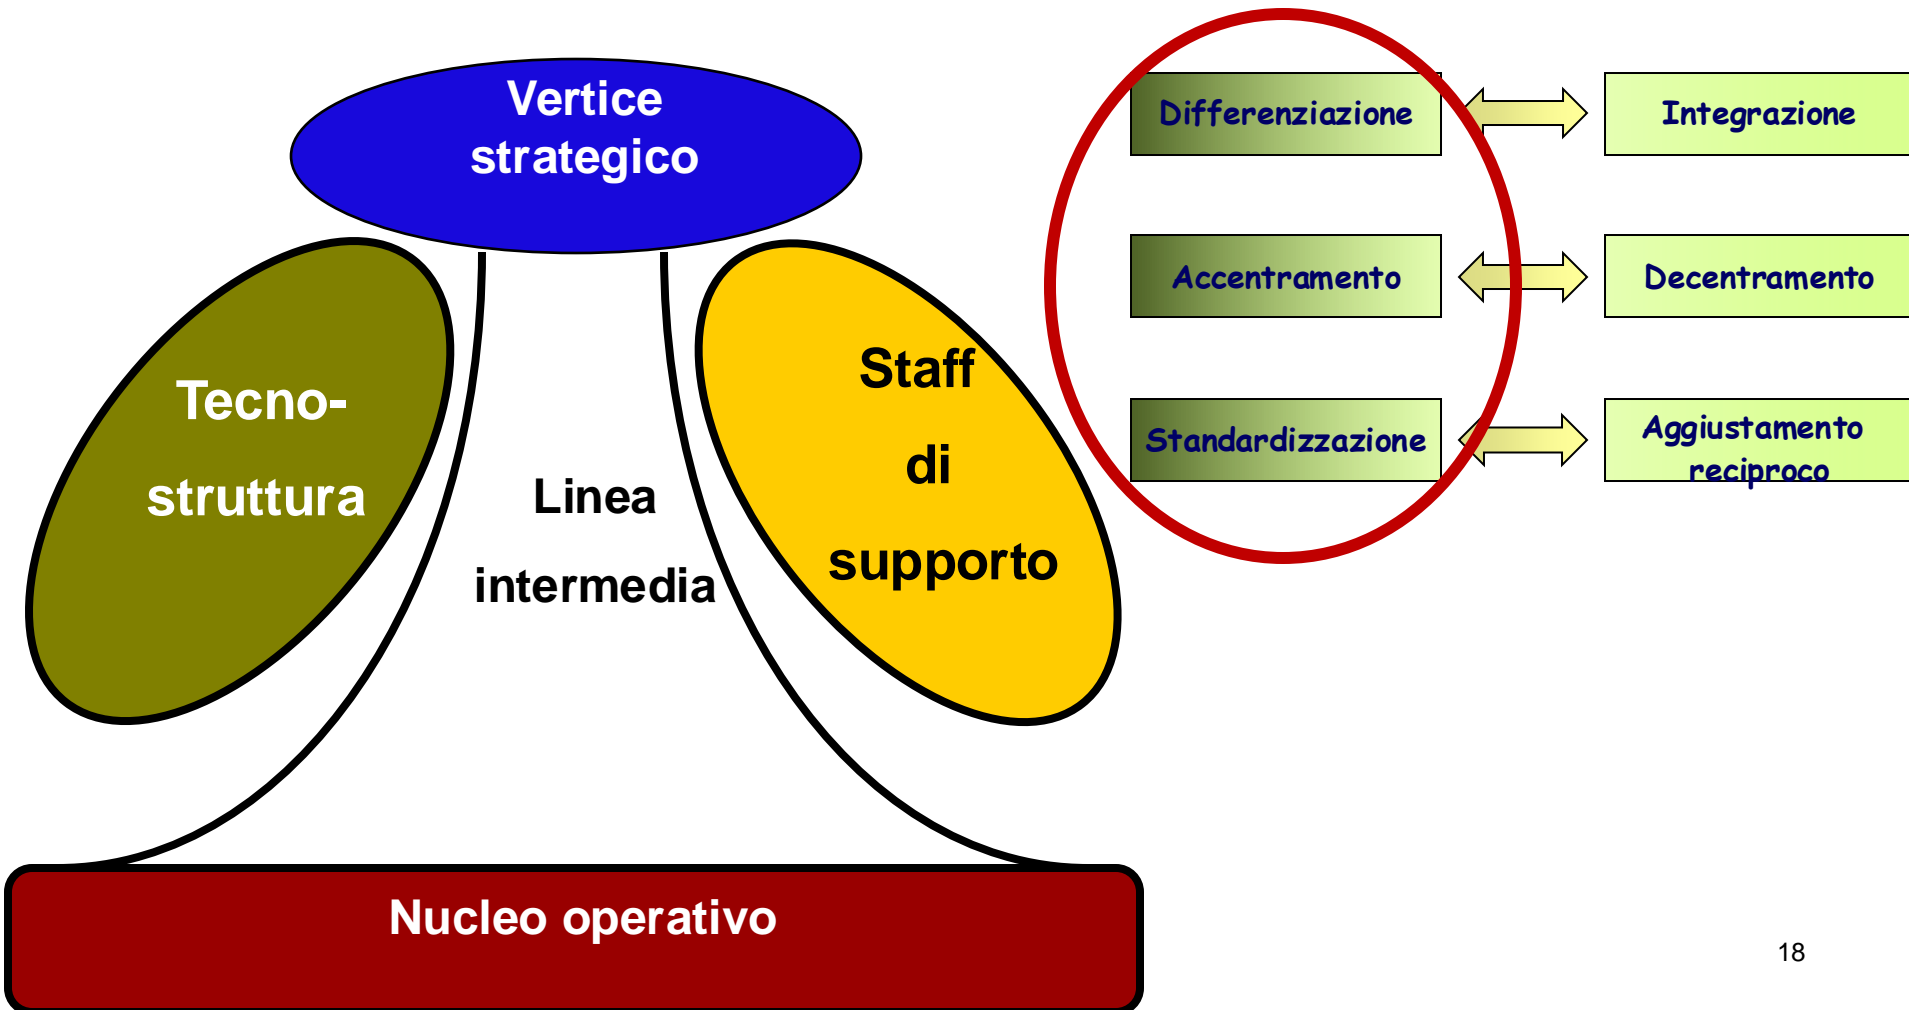 Vertice
strategico
Tecno-
struttura
Linea
intermedia
Staff
di
supporto
Nucleo operativo
Differenziazione
Integrazione
Accentramento
Decentramento
Standardizzazione
Aggiustamento
reciproco
18